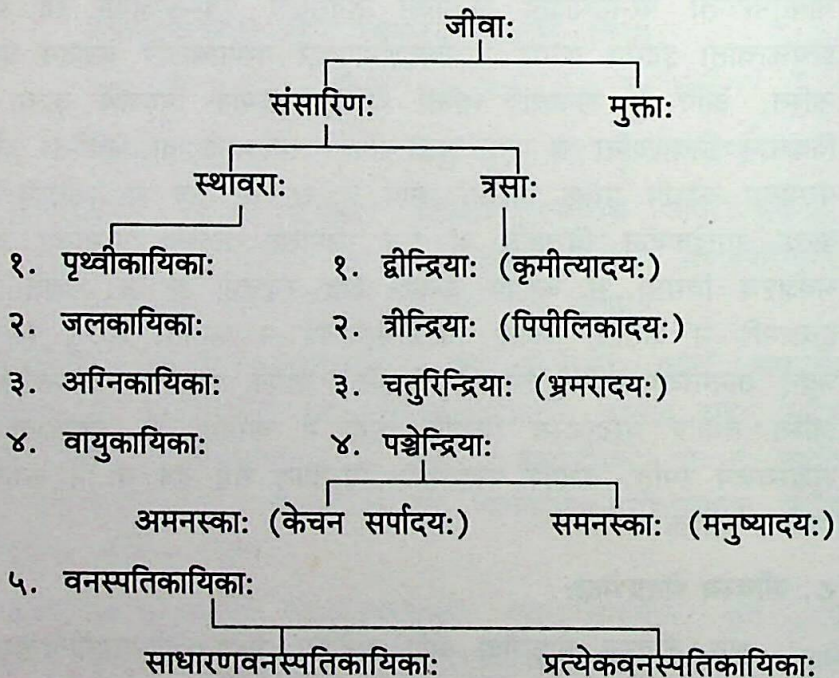 जीवाः
संसारिणः मुक्ताः
स्थावराः त्रसाः
१. पृथ्वीकायिकाः १. द्वीन्द्रियाः (कृमीत्यादयः)
२. जलकायिकाः २. त्रीन्द्रियाः (पिपीलिकादयः)
३. अग्निकायिकाः ३. चतुरिन्द्रियाः (भ्रमरादयः)
४. वायुकायिकाः ४. पञ्चेन्द्रियाः
अमनस्काः (केचन सर्पादयः) समनस्काः (मनुष्यादयः)
५. वनस्पतिकायिकाः
साधारणवनस्पतिकायिकाः प्रत्येकवनस्पतिकायिकाः